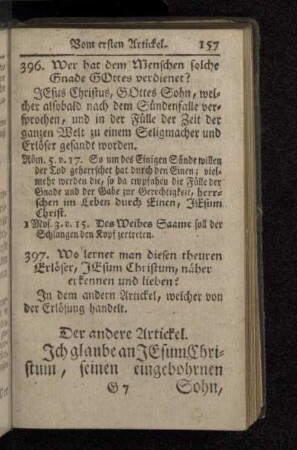 Vom ersten Artickel. 157
396. Wer hat dem Menschen solche
Gnade GOttes verdienet?
JEsus Christus, GOttes Sohn, wel-
cher alsobald nach dem Sündenfalle ver-
sprochen, und in der Fülle der Zeit der
ganzen Welt zu einem Seligmacher und
Erlöser gesandt worden.
Röm. 5. v. 17. So um des Einigen Sünde willen
der Tod geherrschet hat durch den Einen; viel-
mehr werden die, so da empfahen die Fülle der
Gnade und der Gabe zur Gerechtigkeit, herr-
schen im Leben durch Einen, JEsum
Christ.
1 Mos. 3. v. 15. Des Weibes Saame soll der
Schlangen den Kopf zertreten.
397. Wo lernet man diesen theuren
Erlöser, JEsum Christum, näher
erkennen und lieben?
In dem andern Artickel, welcher von
der Erlösung handelt.
Der andere Artickel.
Ich glaube an JEsum Chri-
stum, seinen eingebohrnen
G 7 Sohn,